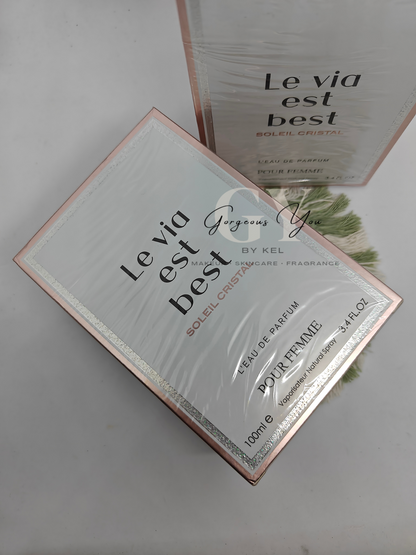 Le via
est
best
SOLEIL CRISTAL
L'EAU DE PARFUM
POUR FEMME
Le via
est
best
SOLEIL CRISTAL
L'EAU DE PARFUM
POUR FEMME
Vaporisateur Natural Spray
100ml e
3.4 FL.OZ
G
Gorgeous You
BY KEL
MAKEUP · SKINCARE · FRAGRANCE